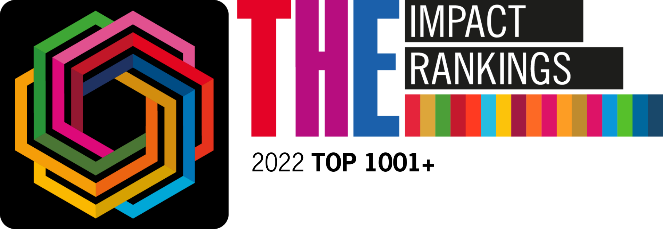 THE IMPACT
RANKINGS
2022 TOP 1001+